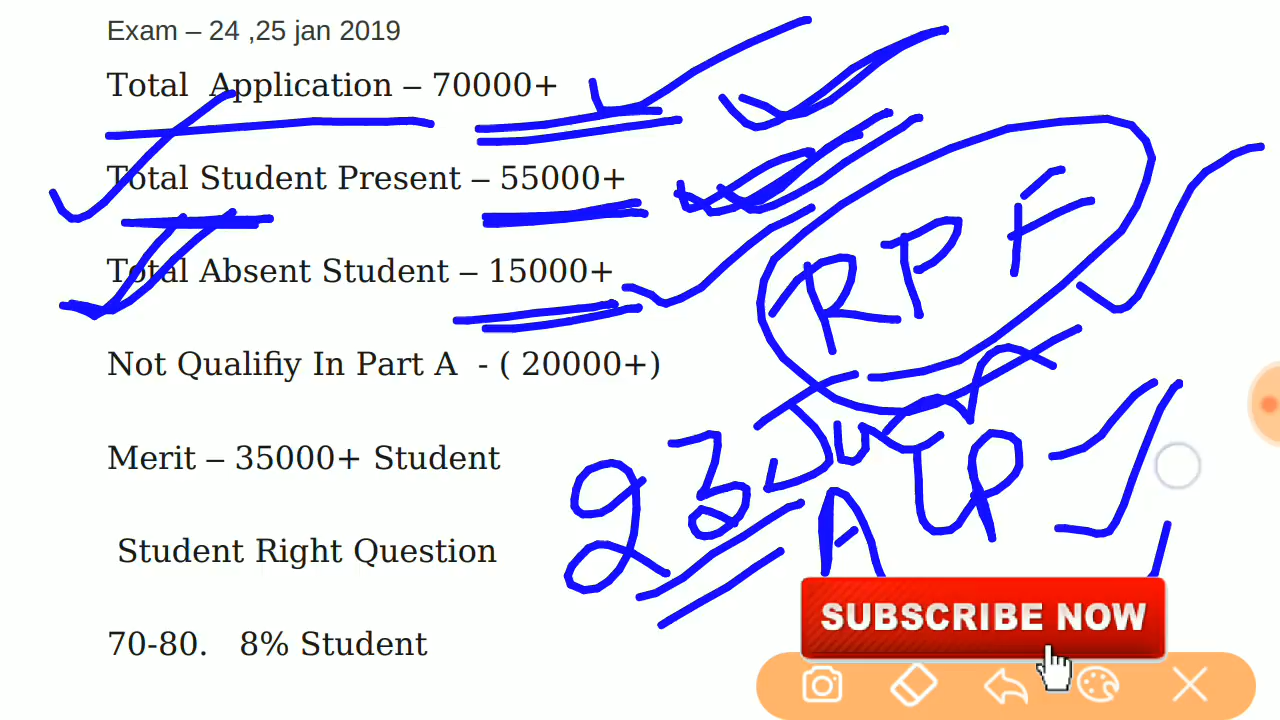 Exam – 24 ,25 jan 2019
Total Application – 70000+
Total Student Present – 55000+
Total Absent Student – 15000+
RPF
Not Qualifiy In Part A - ( 20000+)
Merit – 35000+ Student
Student Right Question
SUBSCRIBE NOW
70-80. 8% Student